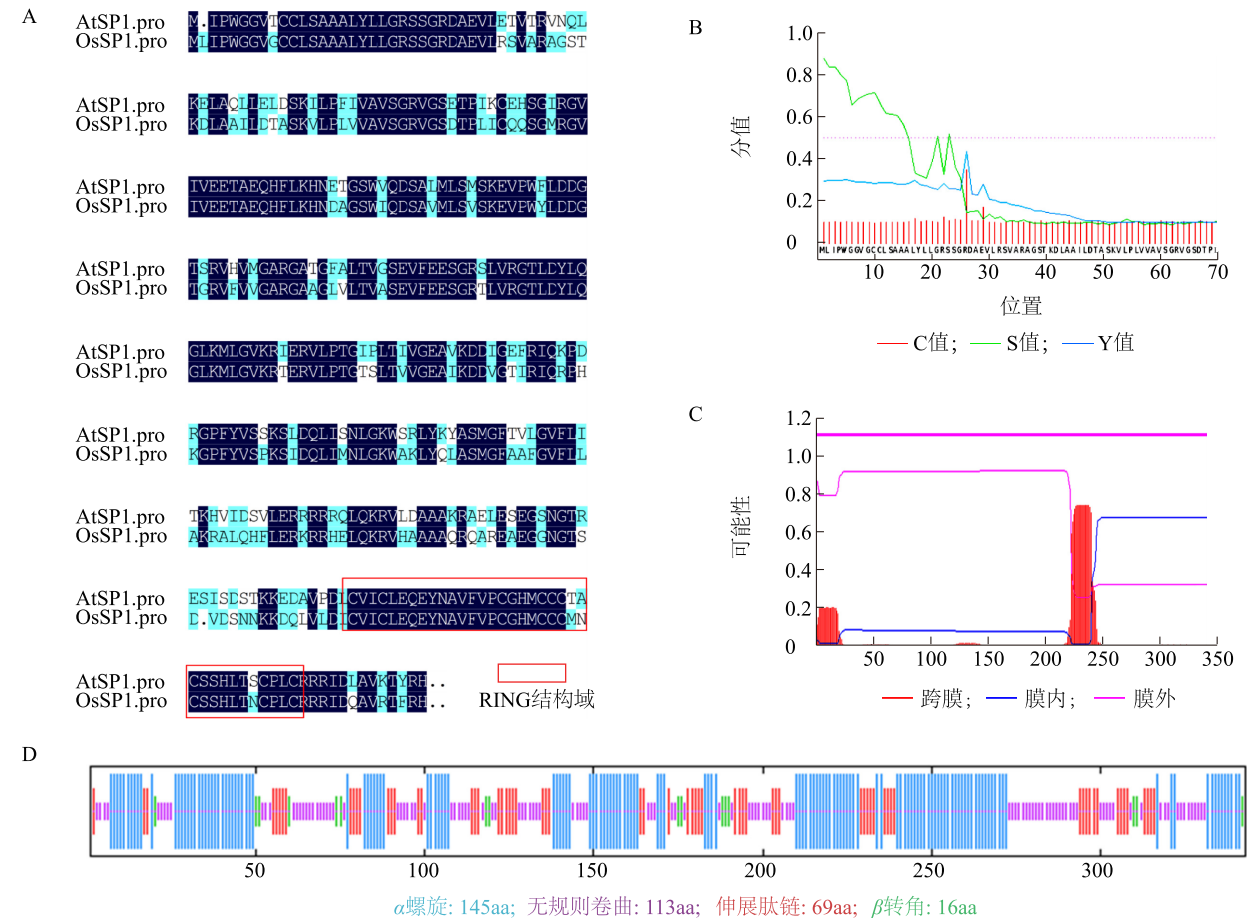 A
AtSP1.pro M.IPWGGVTCCLSAAALYLLGRSSGRDAEVLETVTRVNQL
OsSP1.pro MLIPWGGVGCCLSAAALYLLGRSSGRDAEVLRSVARAGST
AtSP1.pro KELAQLLELDSKILPFIVAVSGRVGSETPIKCEHSGIRGV
OsSP1.pro KDLAAILDTASKVLPLVVAVSGRVGSDTPLICQQSGMRGV
AtSP1.pro IVEETAEQHFLKHNETGSWVQDSALMLSMSKEVPWFLDDG
OsSP1.pro IVEETAEQHFLKHNDAGSWIQDSAVMLSVSKEVPWYLDDG
AtSP1.pro TSRVHVMGARGATGFALTVGSEVFEESGRSLVRGTLDYLQ
OsSP1.pro TGRVFVVGARGAAGLVLTVASEVFEESGRTLVRGTLDYLQ
AtSP1.pro GLKMLGVKRIERVLPTGIPLTIVGEAVKDDIGEFRIQKPD
OsSP1.pro GLKMLGVKRTERVLPTGTSLTVVGEAIKDDVGTIRIQRPH
AtSP1.pro RGPFYVSSKSLDQLISNLGKWSRLYKYASMGFTVLGVFLI
OsSP1.pro KGPFYVSPKSIDQLIMNLGKWAKLYQLASMGFAAFGVFLL
AtSP1.pro TKHVIDSVLERRRRRQLQKRVLDAAAKRAELESEGSNGTR
OsSP1.pro AKRALQHFLERKRRHELQKRVHAAAAQRQAREAEGGNGTS
AtSP1.pro ESISDSTKKEDAVPDLCVICLEQEYNAVFVPCGHMCCCTA
OsSP1.pro D.VDSNNKKDQLVLDICVICLEQEYNAVFVPCGHMCCCMN
AtSP1.pro CSSHLTSCPLCRRRIDLAVKTYRH..
OsSP1.pro CSSHLTNCPLCRRRIDQAVRTFRH..
RING结构域
B
1.0
0.8
0.6
0.4
0.2
0
分值
MLIPWGGVGCCLSAAALYLLGRSSGRDAEVLRSVARAGSTKDLAAILDTASKVLPLVVAVSGRVGSDTPL
10 20 30 40 50 60 70
位置
C值; S值; Y值
C
1.2
1.0
0.8
0.6
0.4
0.2
0
可能性
50 100 150 200 250 300 350
跨膜; 膜内; 膜外
D
50 100 150 200 250 300
α螺旋: 145aa; 无规则卷曲: 113aa; 伸展肽链: 69aa; β转角: 16aa